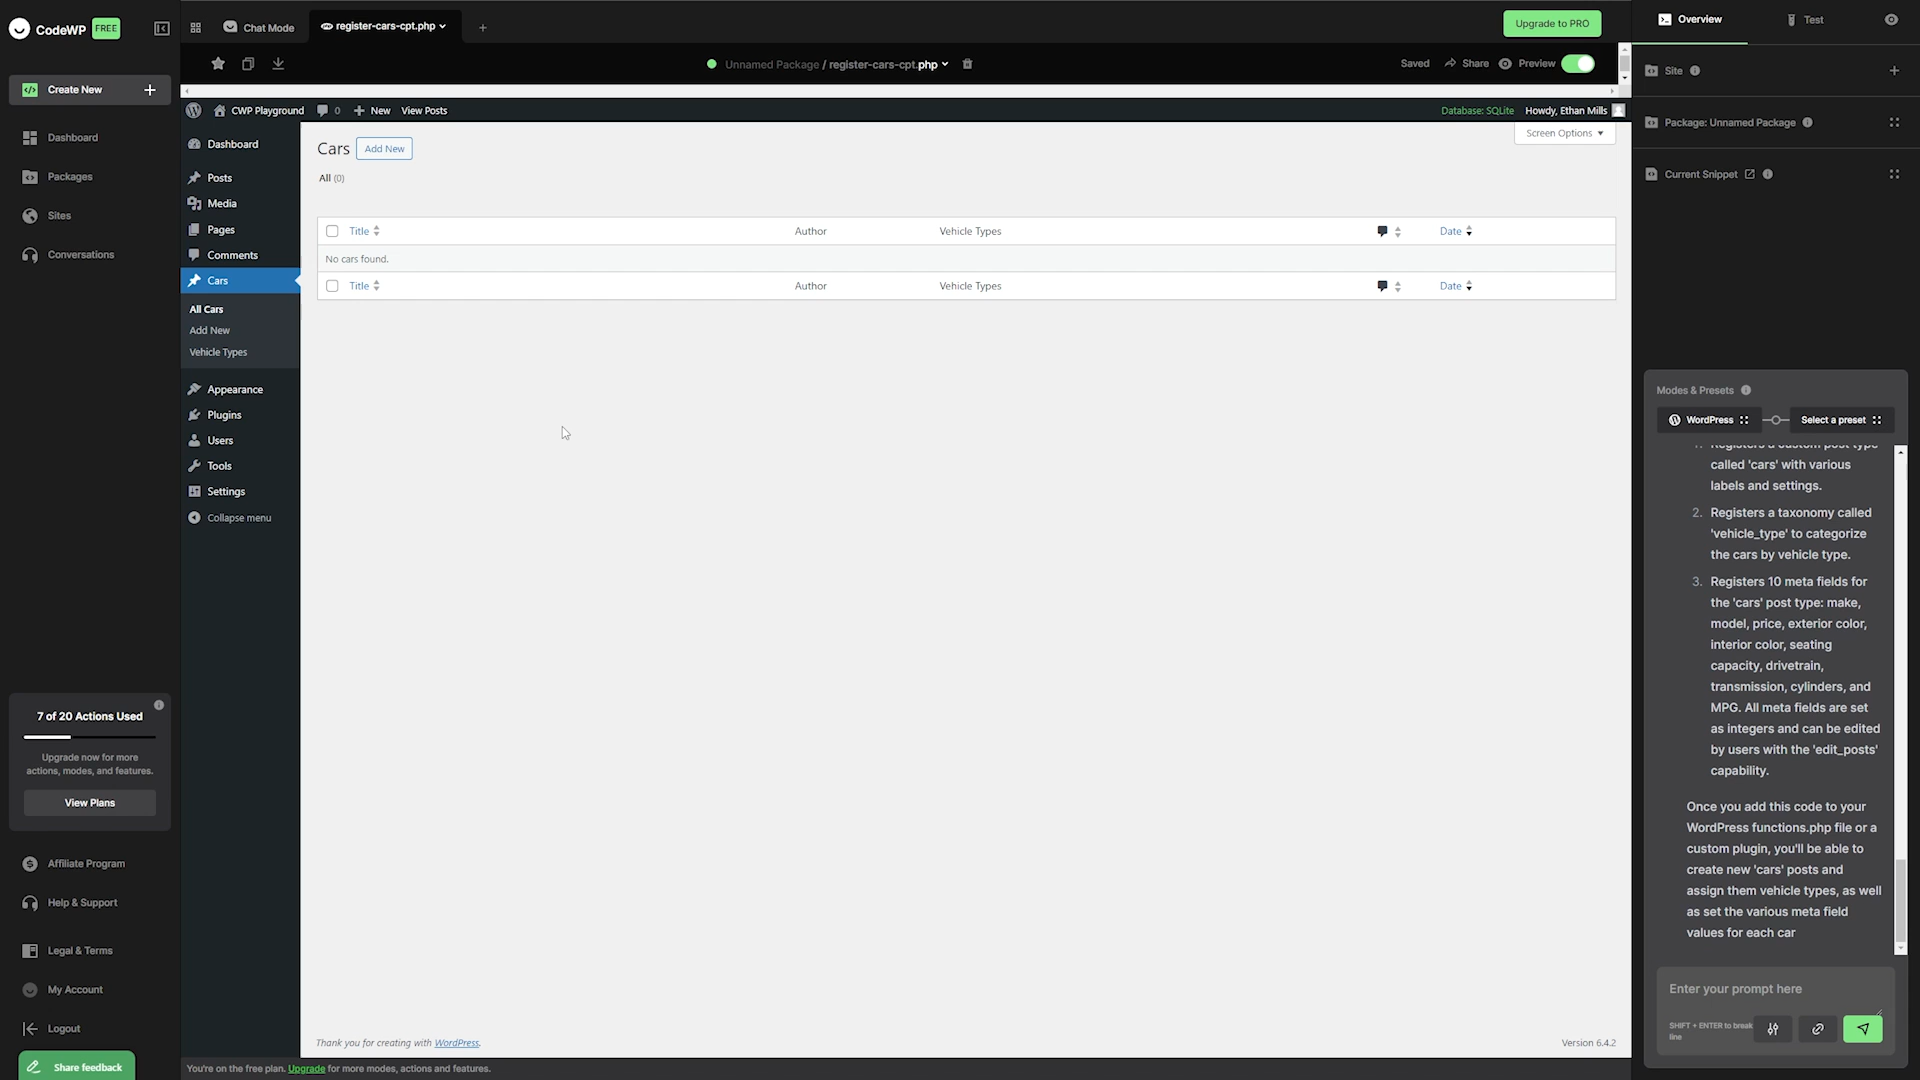 CodeWP FREE
Chat Mode
register-cars-cpt.php
Upgrade to PRO
Overview
Test
Unnamed Package / register-cars-cpt.php
Saved
Share
Preview
Site
Create New
CWP Playground
0
New
View Posts
Database: SQLite
Howdy, Ethan Mills
Package: Unnamed Package
Screen Options
Dashboard
Packages
Sites
Conversations
Dashboard
Posts
Media
Pages
Comments
Cars
All Cars
Add New
Vehicle Types
Appearance
Plugins
Users
Tools
Settings
Collapse menu
Cars
Add New
All (0)
Title
Author
Vehicle Types
Date
No cars found.
Title
Author
Vehicle Types
Date
Current Snippet
Modes & Presets
WordPress
Select a preset
1. Registers a custom post type
called 'cars' with various
labels and settings.
2. Registers a taxonomy called
'vehicle_type' to categorize
the cars by vehicle type.
3. Registers 10 meta fields for
the 'cars' post type: make,
model, price, exterior color,
interior color, seating
capacity, drivetrain,
transmission, cylinders, and
MPG. All meta fields are set
as integers and can be edited
by users with the 'edit_posts'
capability.
Once you add this code to your
WordPress functions.php file or a
custom plugin, you'll be able to
create new 'cars' posts and
assign them vehicle types, as well
as set the various meta field
values for each car
Enter your prompt here
SHIFT + ENTER to break
line
7 of 20 Actions Used
Upgrade now for more
actions, modes, and features.
View Plans
Affiliate Program
Help & Support
Legal & Terms
My Account
Logout
Share feedback
Thank you for creating with WordPress.
Version 6.4.2
You're on the free plan. Upgrade for more modes, actions and features.